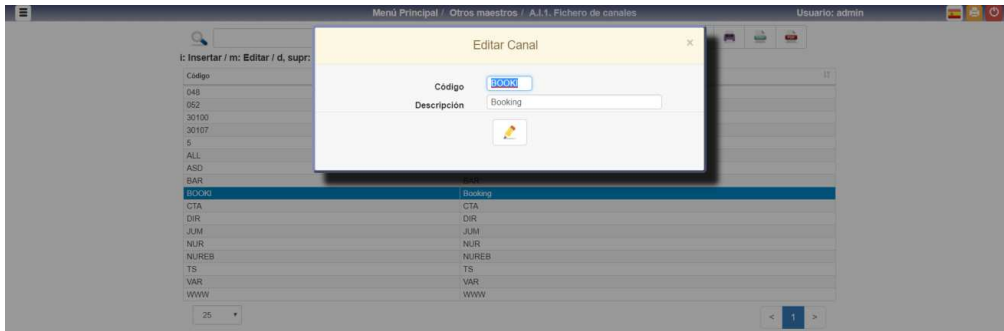 Menú Principal / Otros maestros / A.I.1. Fichero de canales
Usuario: admin
i: Insertar / m: Editar / d, supr:
Editar Canal
×
Código
BOOKI
Descripción
Booking
Código
048
052
30100
30107
5
ALL
ASD
BAR
BOOKI Booking
CTA CTA
DIR DIR
JUM JUM
NUR NUR
NUREB NUREB
TS TS
VAR VAR
WWW WWW
25
< 1 >